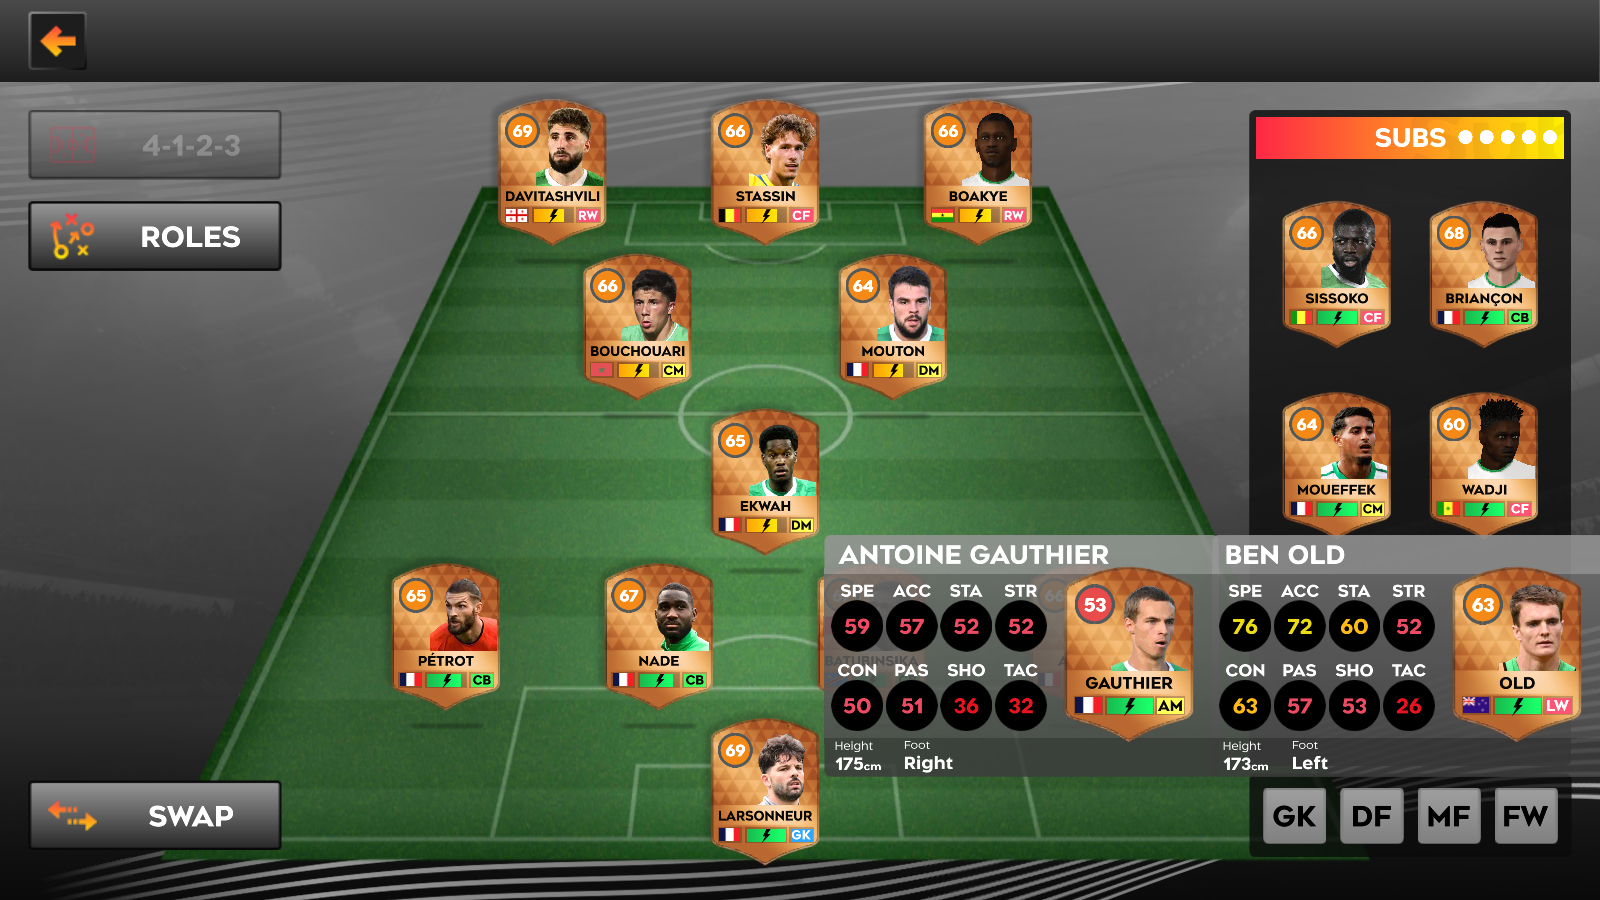 4-1-2-3
ROLES
SWAP
69
DAVITASHVILI
RW
66
STASSIN
CF
66
BOAKYE
RW
66
BOUCHOUARI
CM
64
MOUTON
DM
65
EKWAH
DM
65
PÉTROT
CB
67
NADE
CB
BATUBINSIKA
66
69
LARSONNEUR
GK
SUBS
66
SISSOKO
CF
68
BRIANÇON
CB
64
MOUEFFEK
CM
60
WADJI
CF
ANTOINE GAUTHIER
SPE ACC STA STR
59 57 52 52
CON PAS SHO TAC
50 51 36 32
Height Foot
175cm Right
53
GAUTHIER
AM
BEN OLD
SPE ACC STA STR
76 72 60 52
CON PAS SHO TAC
63 57 53 26
Height Foot
173cm Left
63
OLD
LW
GK DF MF FW